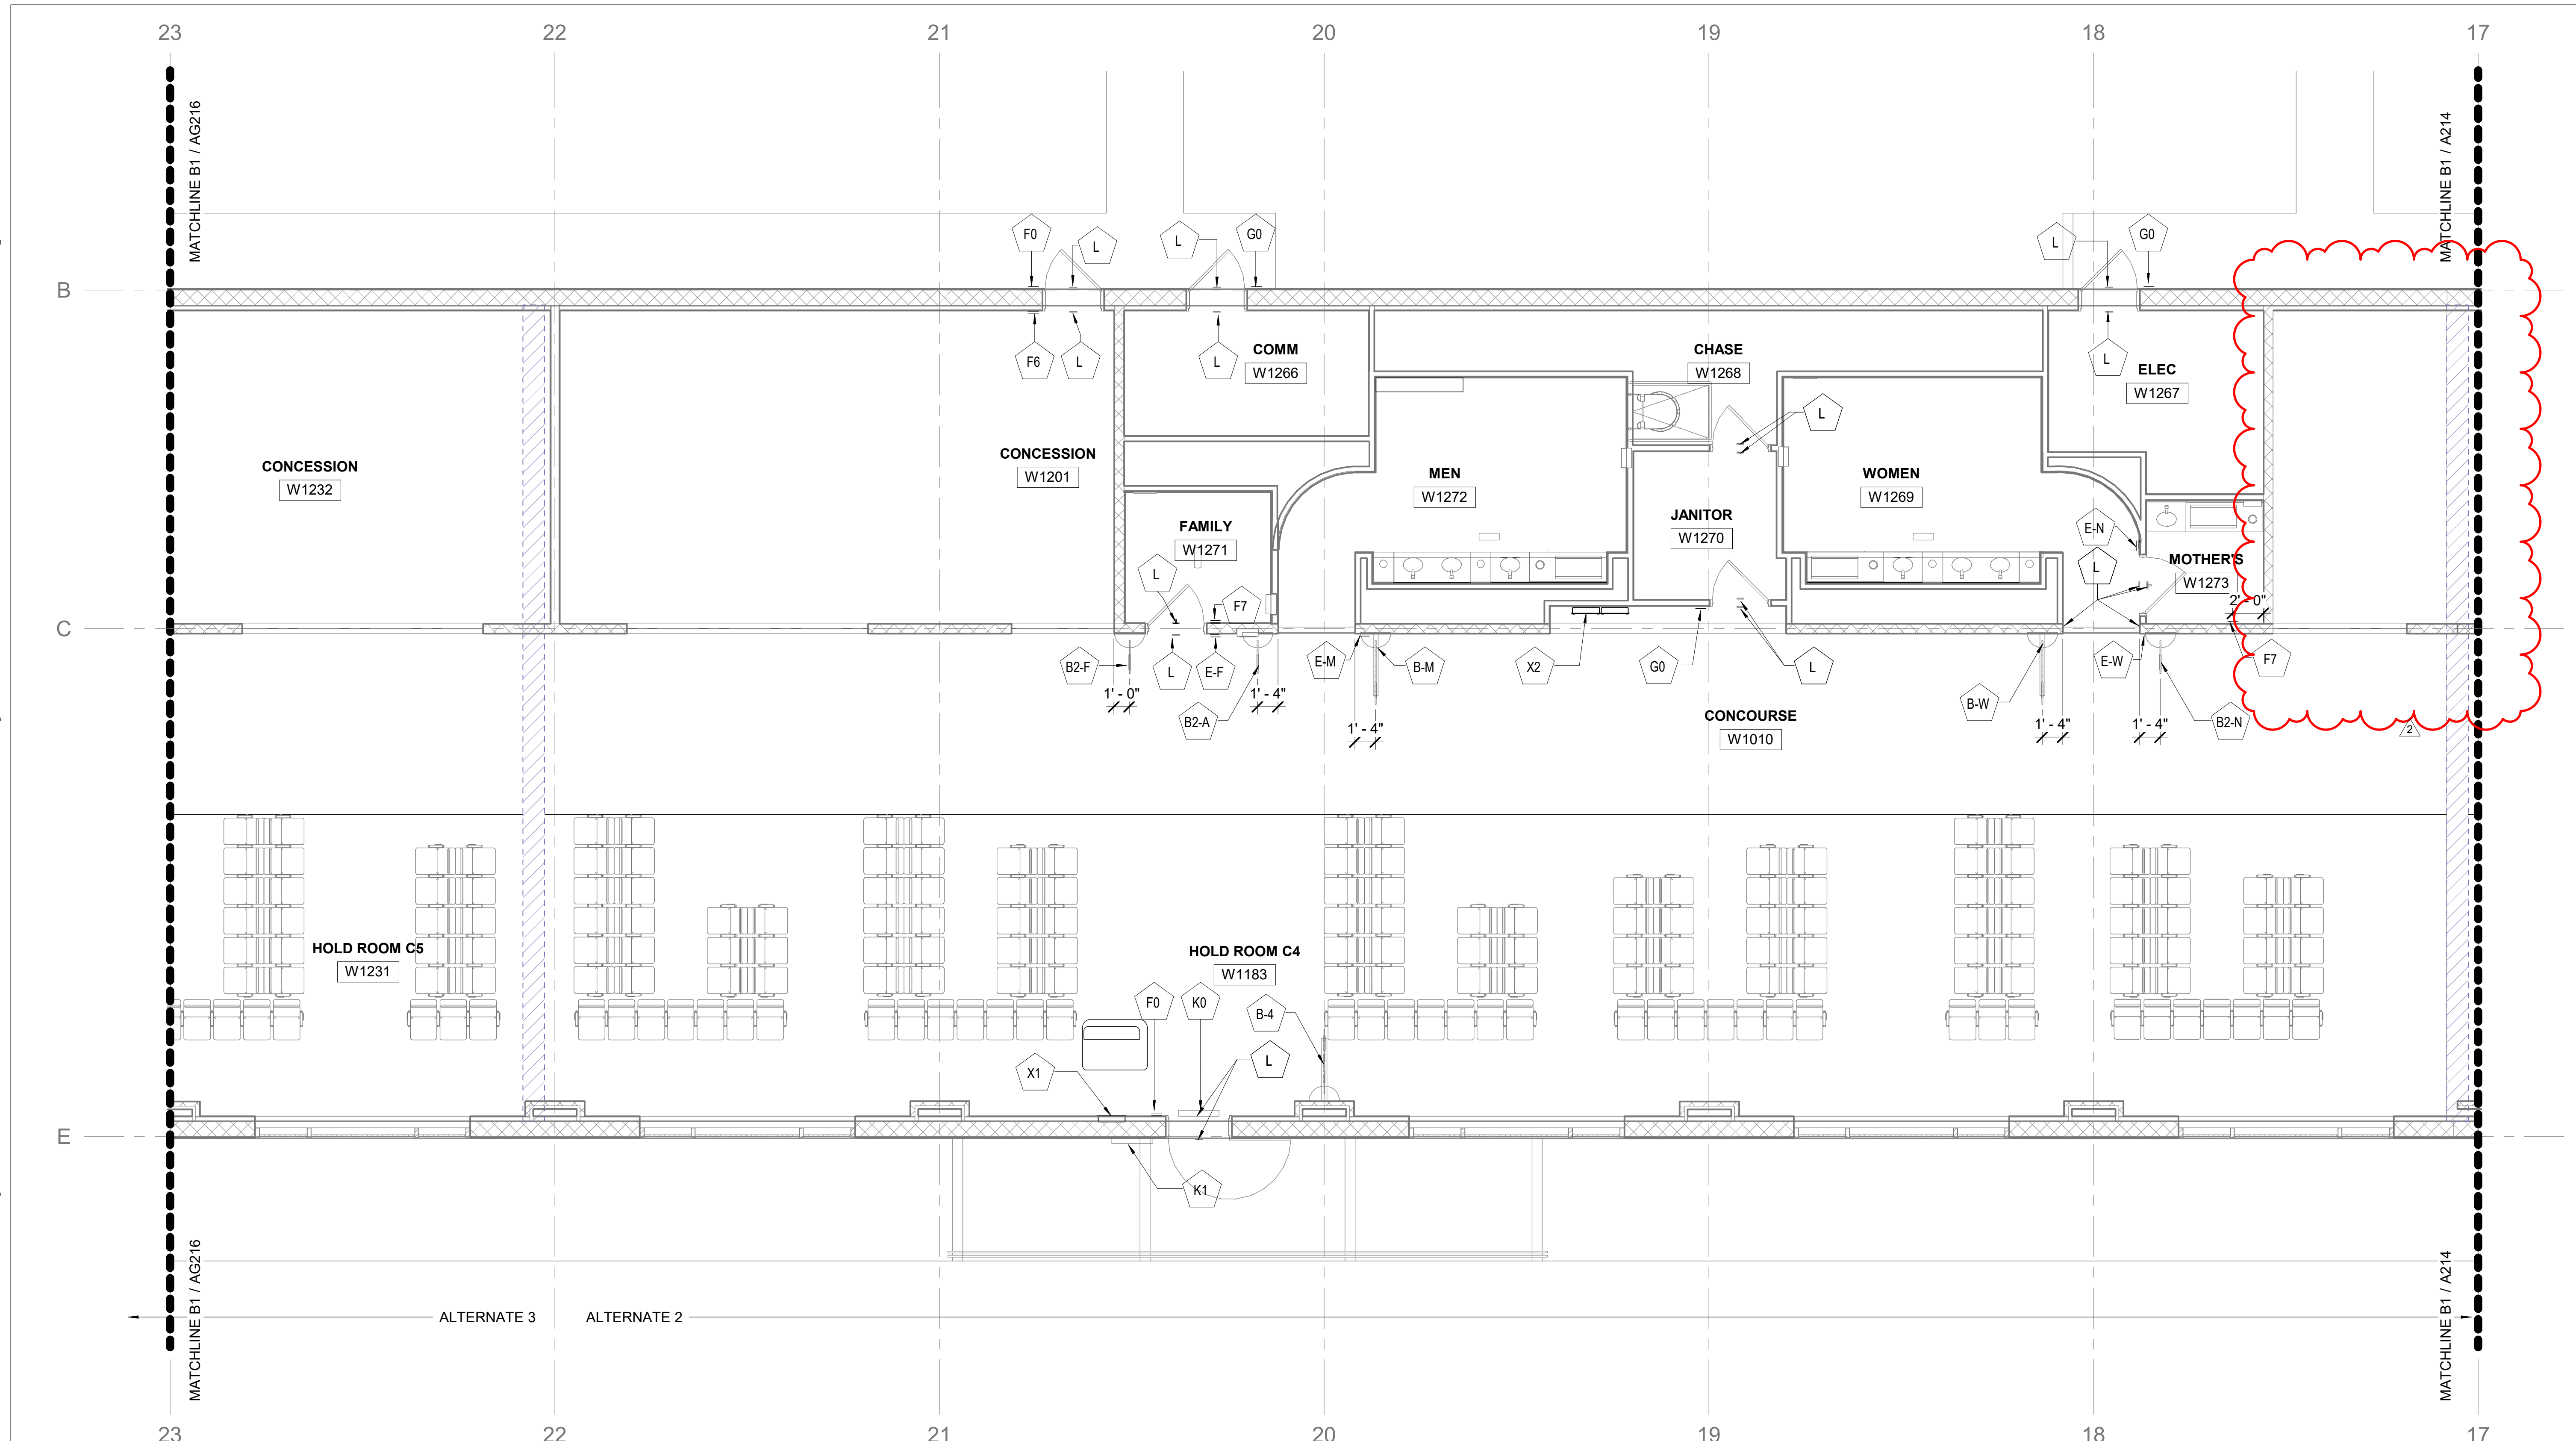 23 22 21 20 19 18 17
MATCHLINE B1 / AG216
MATCHLINE B1 / A214
F0
L
L
G0
L
G0
B
F6
L
L
L
COMM
W1266
CHASE
W1268
ELEC
W1267
L
CONCESSION
W1232
CONCESSION
W1201
MEN
W1272
WOMEN
W1269
FAMILY
W1271
JANITOR
W1270
E-N
MOTHER'S
W1273
L
L
F7
2' - 0"
C
B2-F
L
E-F
E-M
B-M
X2
G0
L
E-W
F7
1' - 0"
1' - 4"
B2-A
1' - 4"
B-W
1' - 4"
1' - 4"
B2-N
2
CONCOURSE
W1010
HOLD ROOM C5
W1231
HOLD ROOM C4
W1183
F0
K0
B-4
L
X1
E
K1
MATCHLINE B1 / AG216
MATCHLINE B1 / A214
ALTERNATE 3
ALTERNATE 2
23 22 21 20 19 18 17